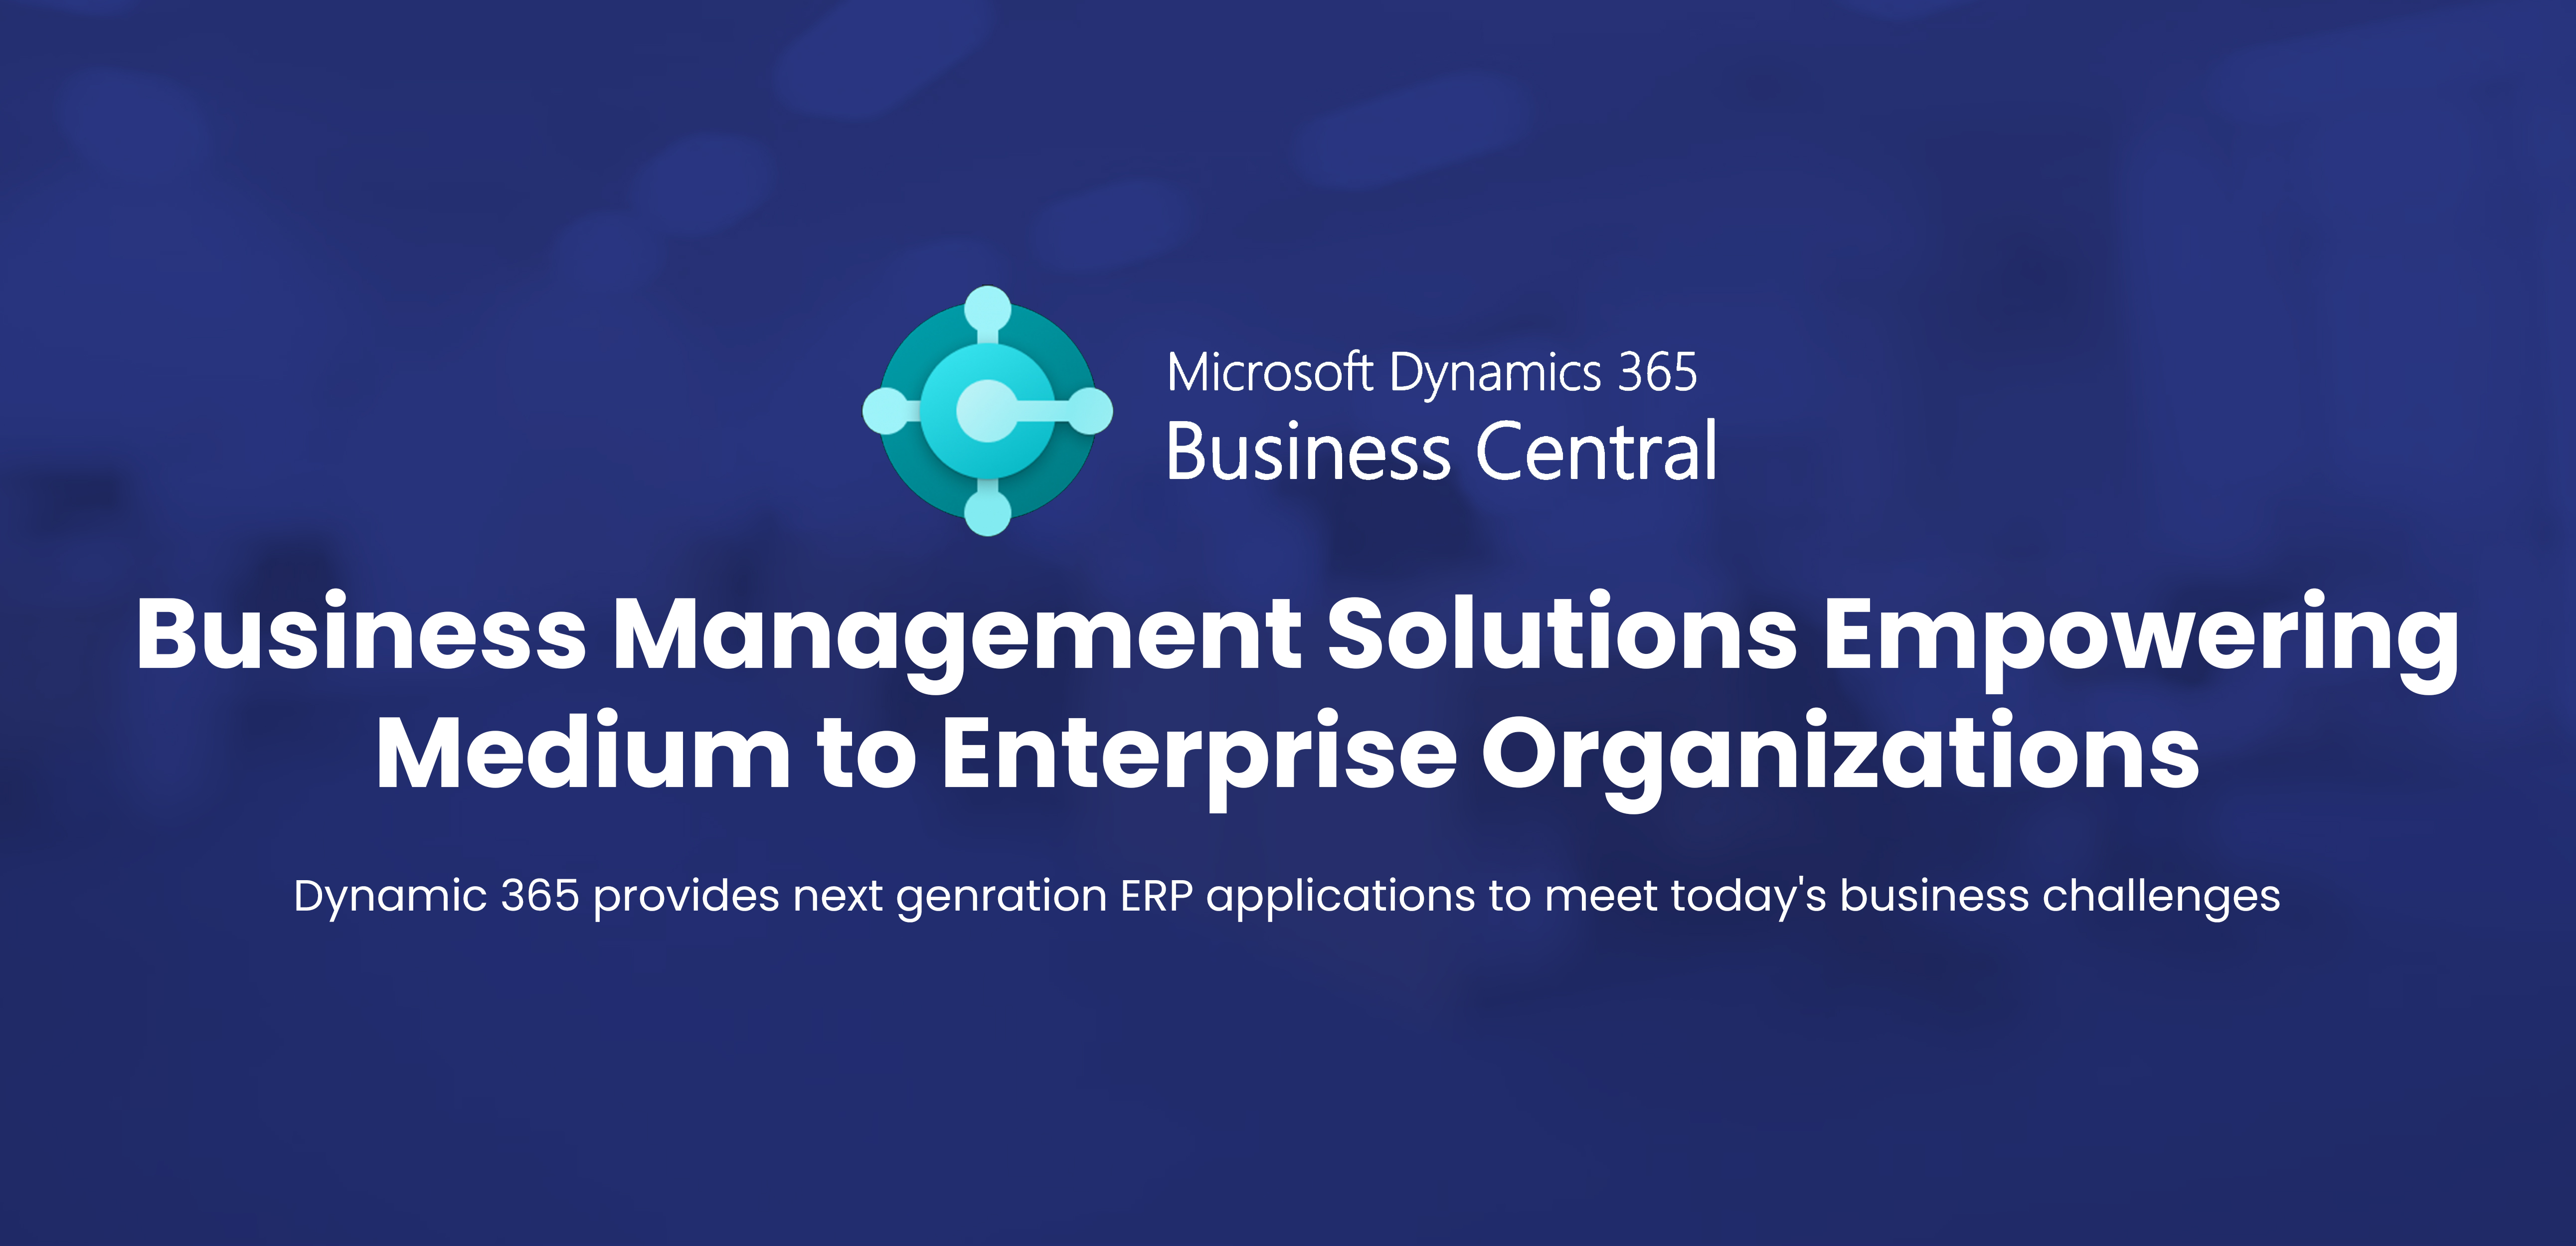 Microsoft Dynamics 365
Business Central
Business Management Solutions Empowering
Medium to Enterprise Organizations
Dynamic 365 provides next genration ERP applications to meet today's business challenges